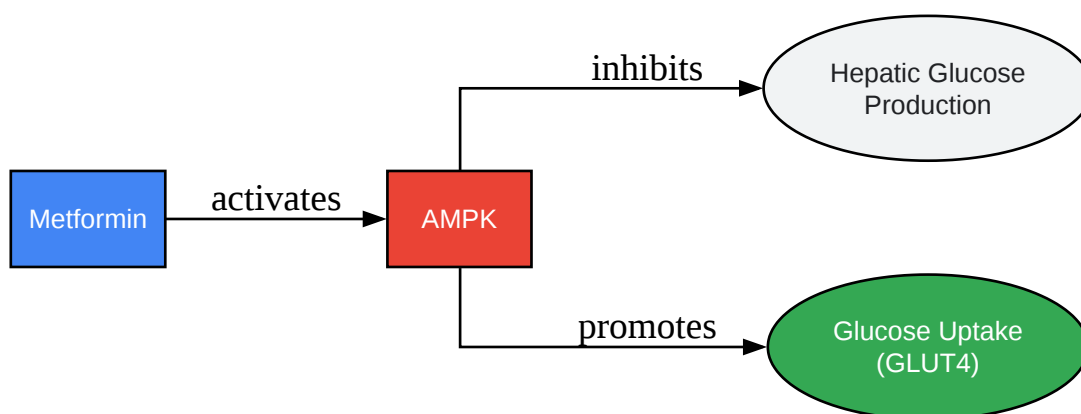 inhibits
Hepatic Glucose
Production
Metformin
activates
AMPK
promotes
Glucose Uptake
(GLUT4)